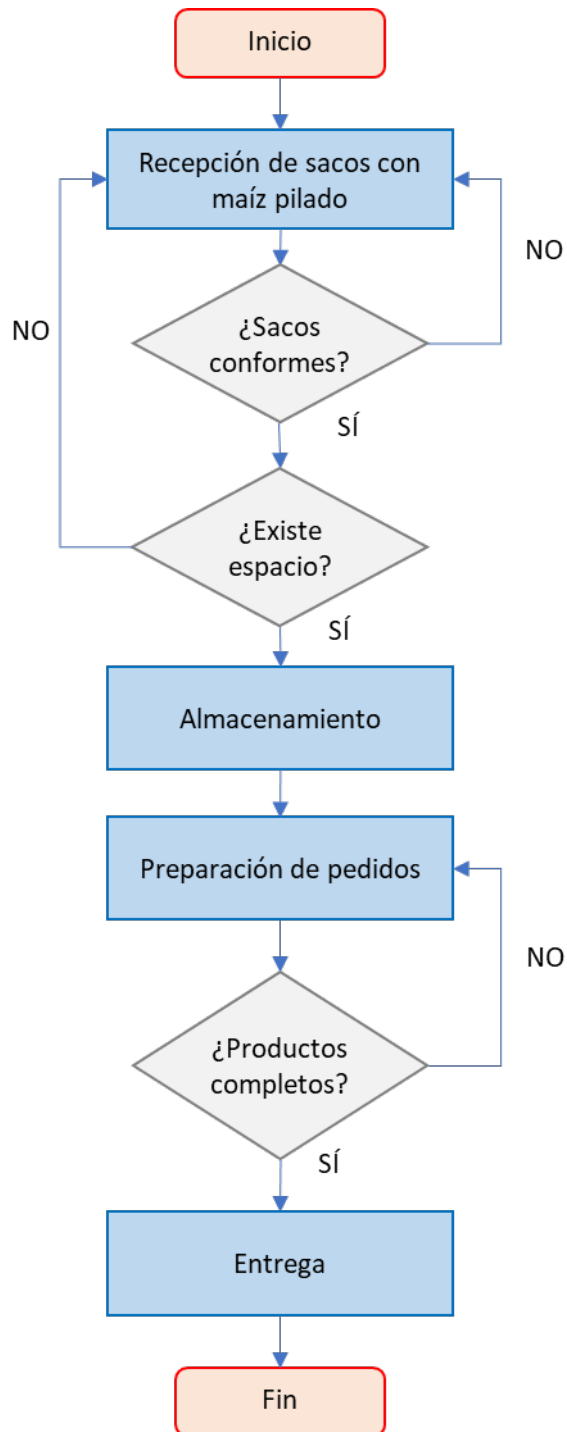 Inicio
Recepción de sacos con
maíz pilado
NO
NO
¿Sacos
conformes?
SÍ
¿Existe
espacio?
SÍ
Almacenamiento
Preparación de pedidos
NO
¿Productos
completos?
SÍ
Entrega
Fin